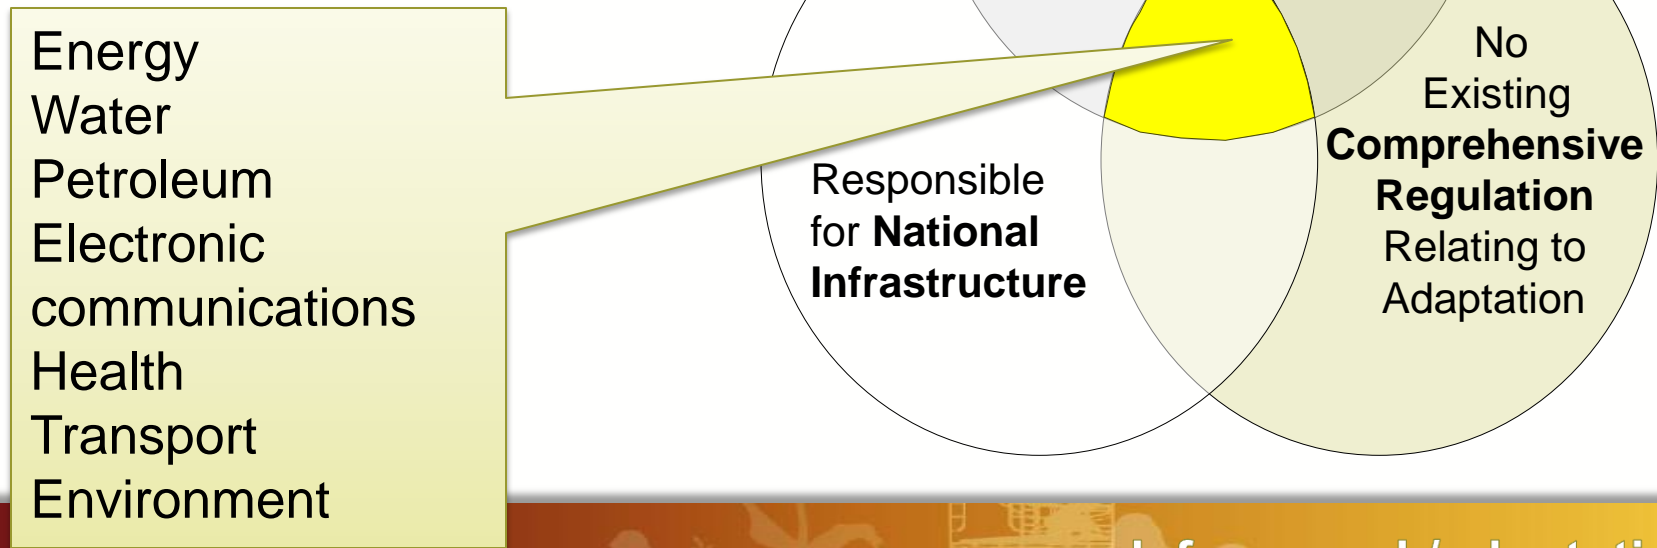 Energy
Water
Petroleum
Electronic
communications
Health
Transport
Environment
Responsible
for National
Infrastructure
No
Existing
Comprehensive
Regulation
Relating to
Adaptation